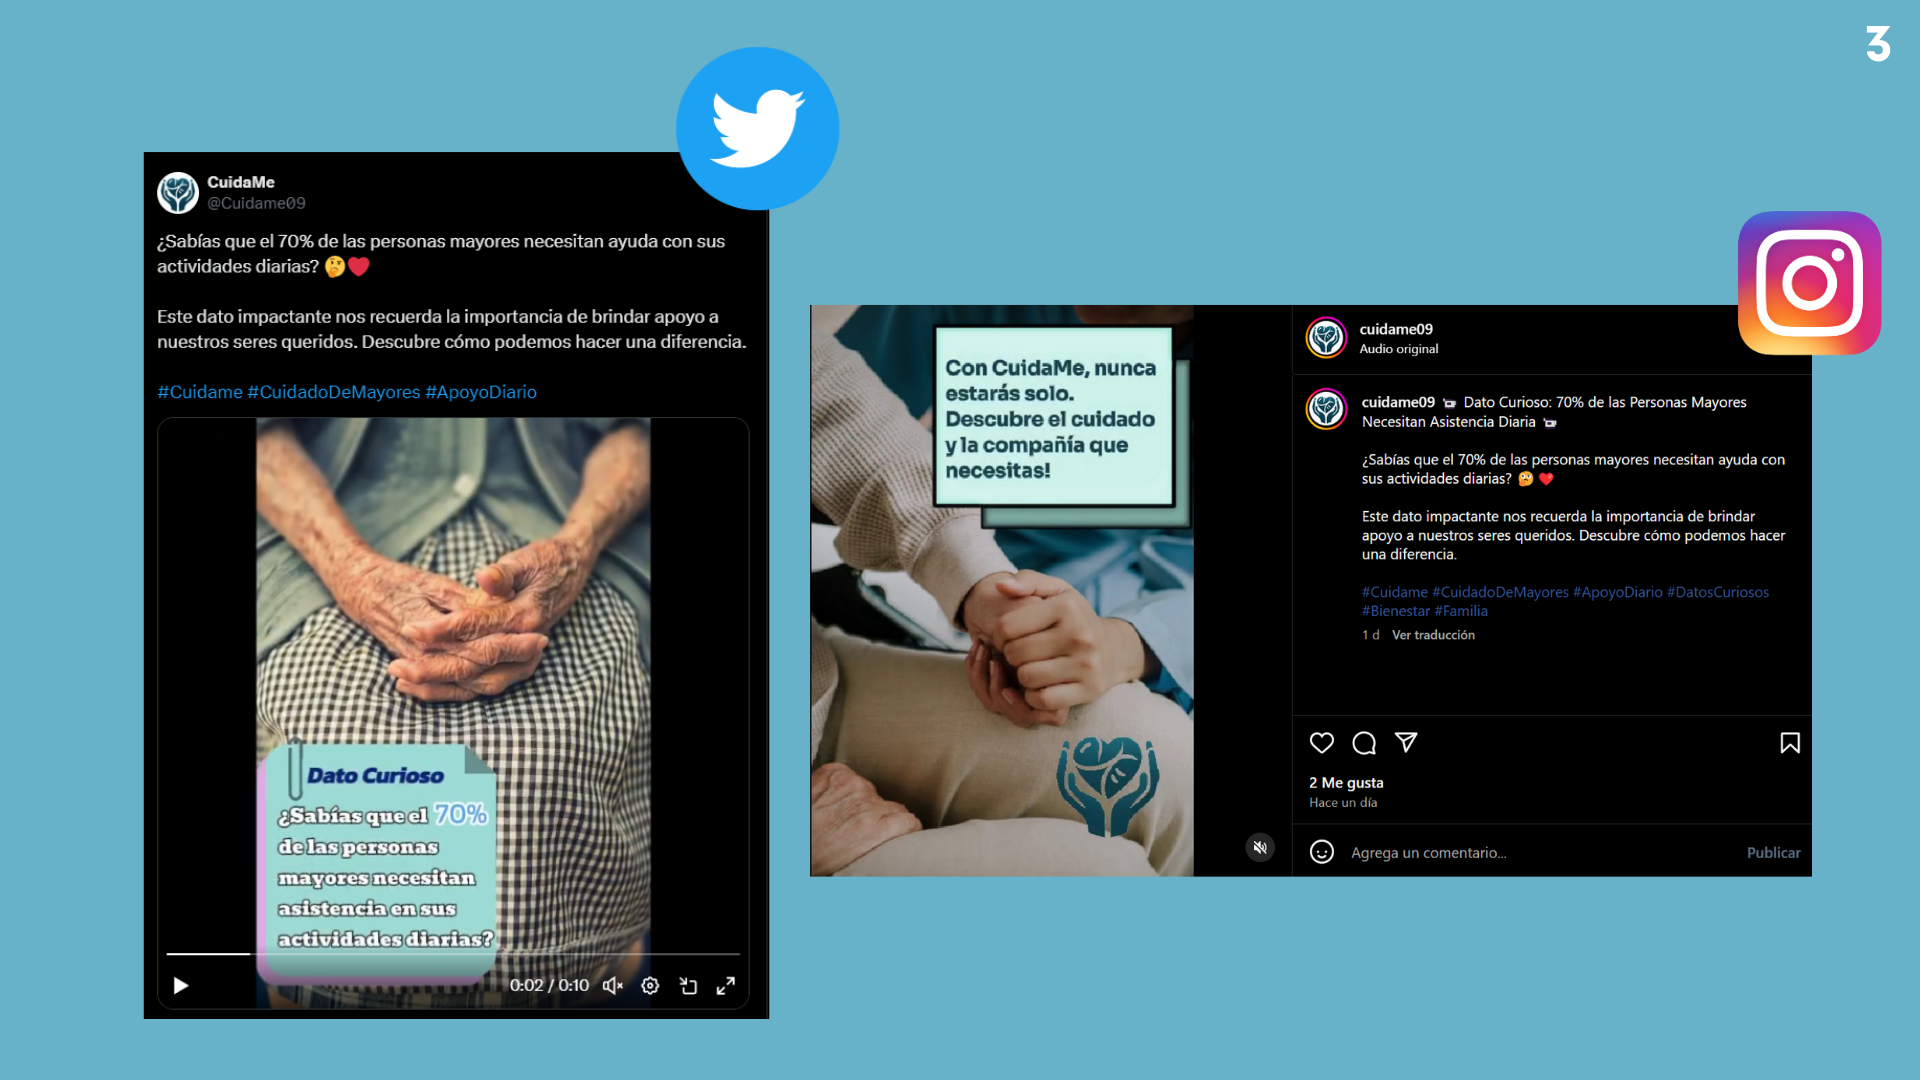 3
CuidaMe
@Cuidame09
¿Sabías que el 70% de las personas mayores necesitan ayuda con sus
actividades diarias? 🤔❤️
Este dato impactante nos recuerda la importancia de brindar apoyo a
nuestros seres queridos. Descubre cómo podemos hacer una diferencia.
#Cuidame #CuidadoDeMayores #ApoyoDiario
Dato Curioso
¿Sabías que el 70%
de las personas
mayores necesitan
asistencia en sus
actividades diarias?
0:02 / 0:10
Con CuidaMe, nunca
estarás solo.
Descubre el cuidado
y la compañía que
necesitas!
cuidame09
Audio original
cuidame09 Dato Curioso: 70% de las Personas Mayores
Necesitan Asistencia Diaria
¿Sabías que el 70% de las personas mayores necesitan ayuda con
sus actividades diarias? 🤔❤️
Este dato impactante nos recuerda la importancia de brindar
apoyo a nuestros seres queridos. Descubre cómo podemos hacer
una diferencia.
#Cuidame #CuidadoDeMayores #ApoyoDiario #DatosCuriosos
#Bienestar #Familia
1 d Ver traducción
2 Me gusta
Hace un día
Agrega un comentario...
Publicar